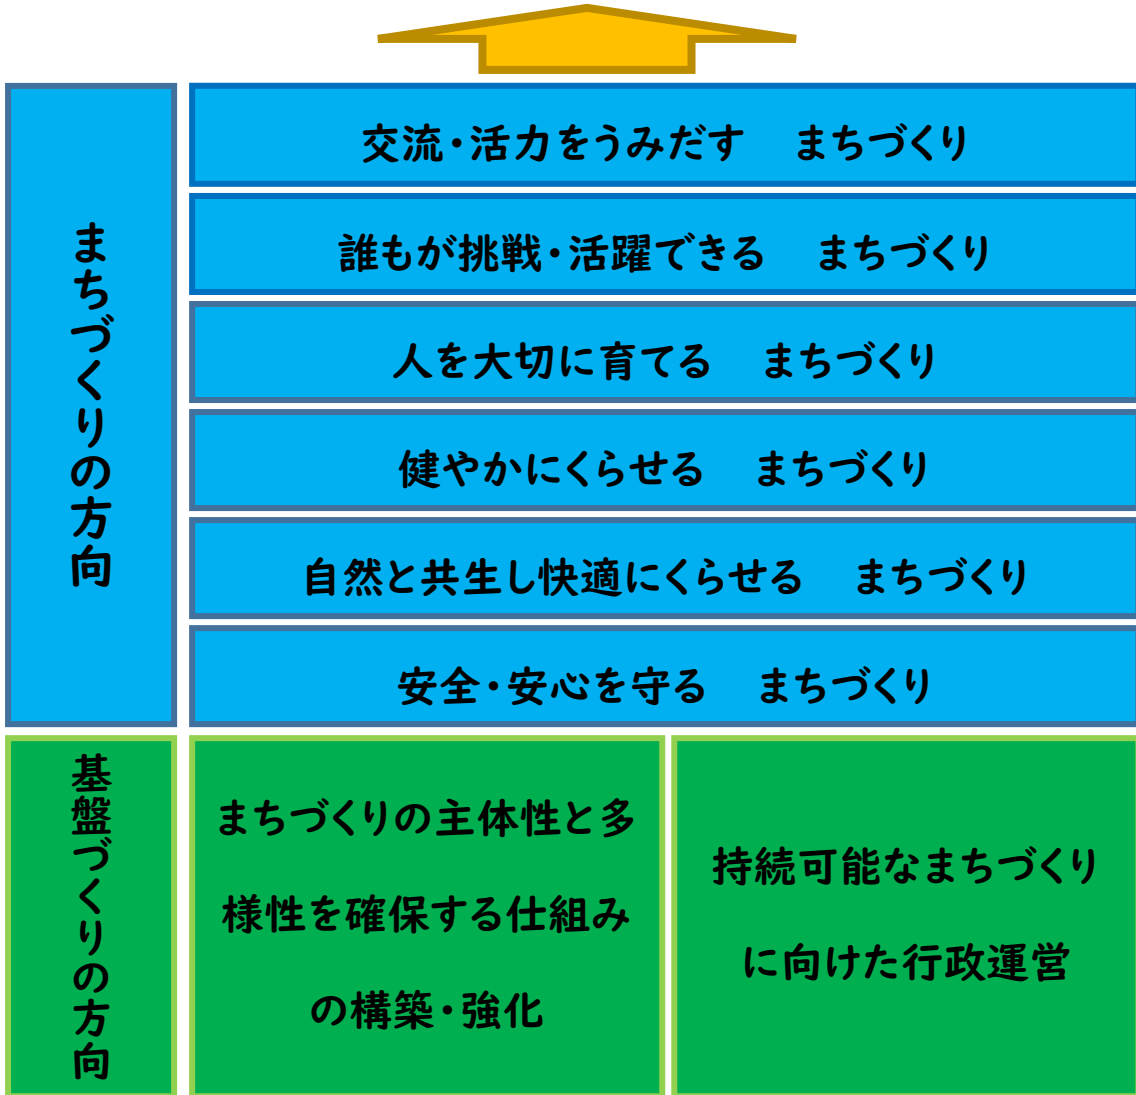 まちづくりの方向
交流・活力をうみだす　まちづくり
誰もが挑戦・活躍できる　まちづくり
人を大切に育てる　まちづくり
健やかにくらせる　まちづくり
自然と共生し快適にくらせる　まちづくり
安全・安心を守る　まちづくり
基盤づくりの方向
まちづくりの主体性と多
様性を確保する仕組み
の構築・強化
持続可能なまちづくり
に向けた行政運営